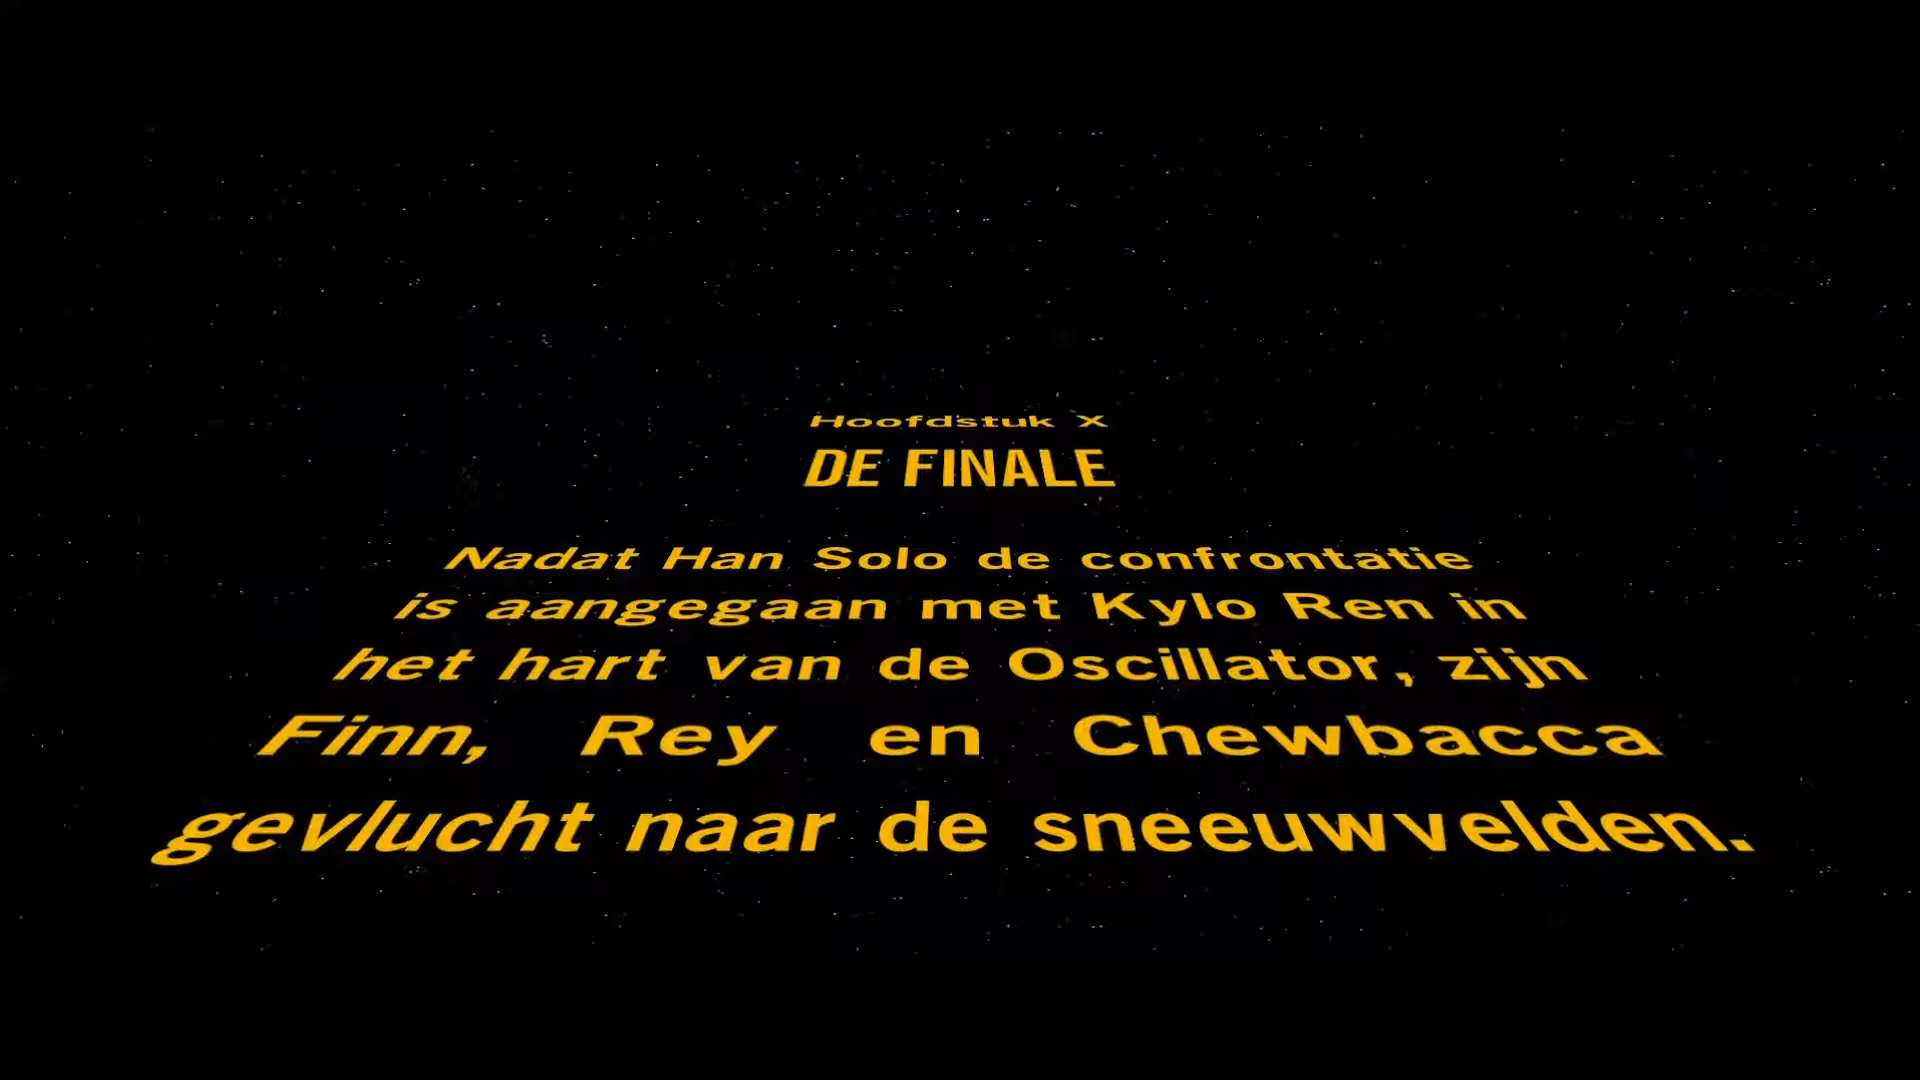 Hoofdstuk X
DE FINALE
Nadat Han Solo de confrontatie
is aangegaan met Kylo Ren in
het hart van de Oscillator, zijn
Finn, Rey en Chewbacca
gevlucht naar de sneeuwvelden.